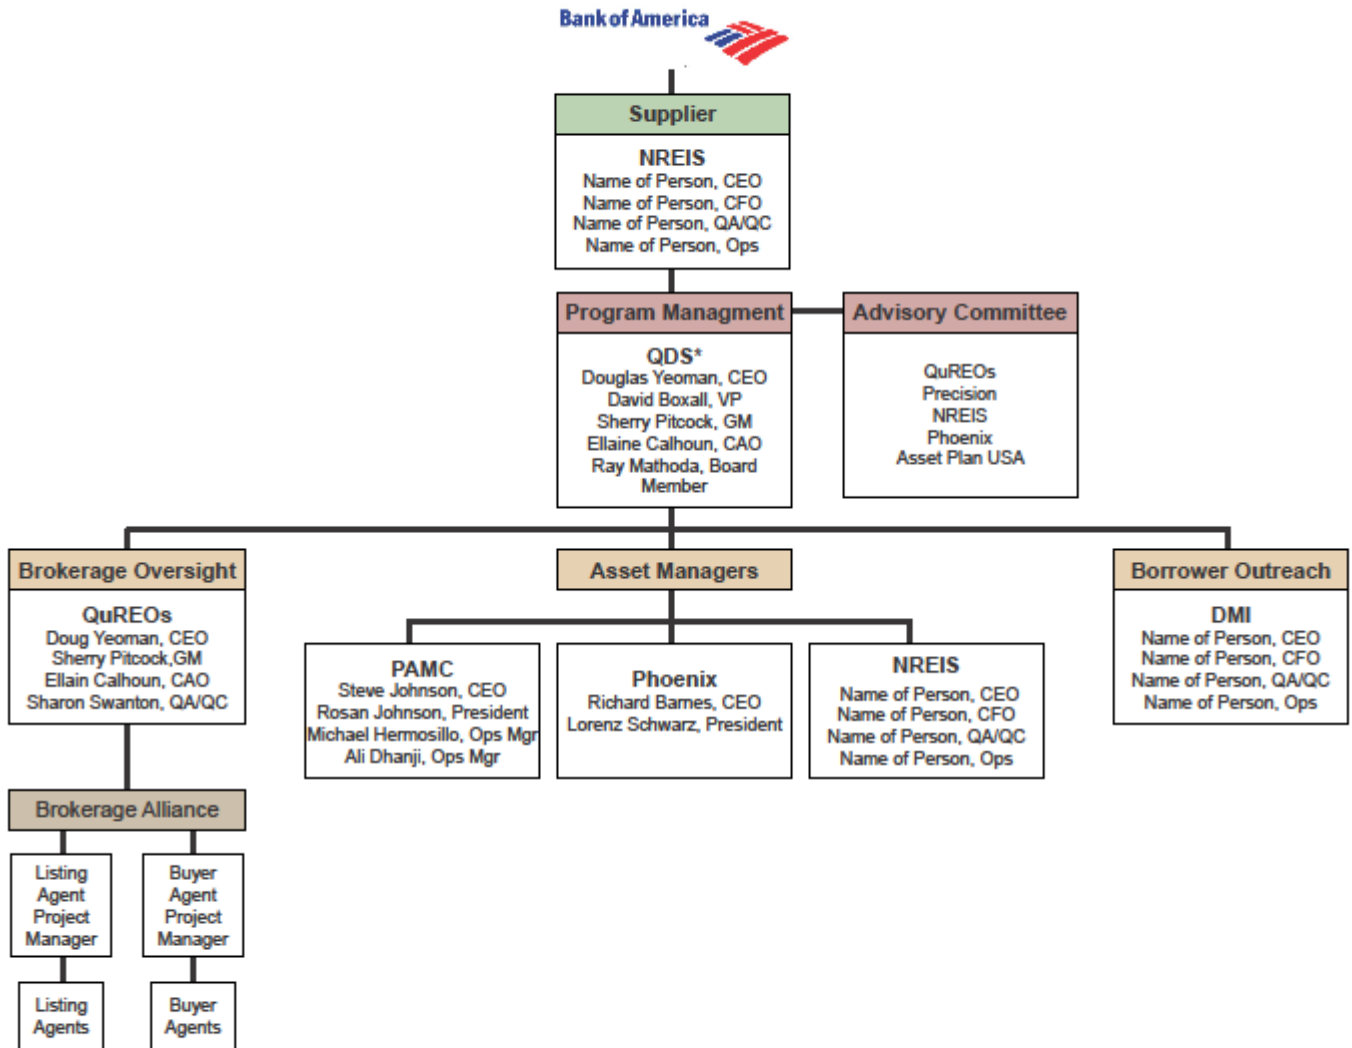 Bank of America
Supplier
NREIS
Name of Person, CEO
Name of Person, CFO
Name of Person, QA/QC
Name of Person, Ops
Program Managment
QDS*
Douglas Yeoman, CEO
David Boxall, VP
Sherry Pitcock, GM
Ellaine Calhoun, CAO
Ray Mathoda, Board
Member
Advisory Committee
QuREOs
Precision
NREIS
Phoenix
Asset Plan USA
Brokerage Oversight
QuREOs
Doug Yeoman, CEO
Sherry Pitcock,GM
Ellain Calhoun, CAO
Sharon Swanton, QA/QC
Asset Managers
PAMC
Steve Johnson, CEO
Rosan Johnson, President
Michael Hermosillo, Ops Mgr
Ali Dhanji, Ops Mgr
Phoenix
Richard Barnes, CEO
Lorenz Schwarz, President
NREIS
Name of Person, CEO
Name of Person, CFO
Name of Person, QA/QC
Name of Person, Ops
Borrower Outreach
DMI
Name of Person, CEO
Name of Person, CFO
Name of Person, QA/QC
Name of Person, Ops
Brokerage Alliance
Listing
Agent
Project
Manager
Buyer
Agent
Project
Manager
Listing
Agents
Buyer
Agents